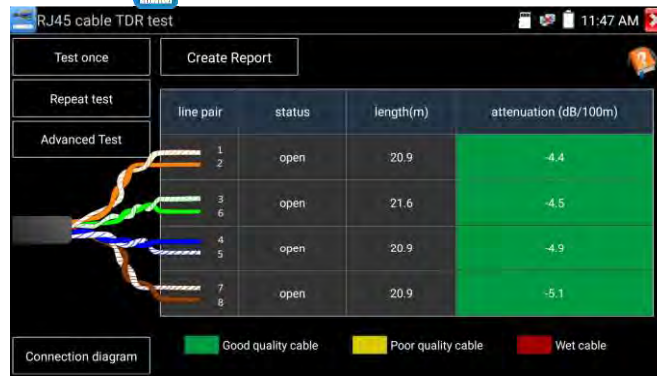 RJ45 cable TDR test 11:47 AM
Test once
Create Report
Repeat test
Advanced Test
line pair status length(m) attenuation (dB/100m)
1
2
open 20.9 -4.4
3
6
open 21.6 -4.5
4
5
open 20.9 -4.9
7
8
open 20.9 -5.1
Connection diagram
Good quality cable Poor quality cable Wet cable